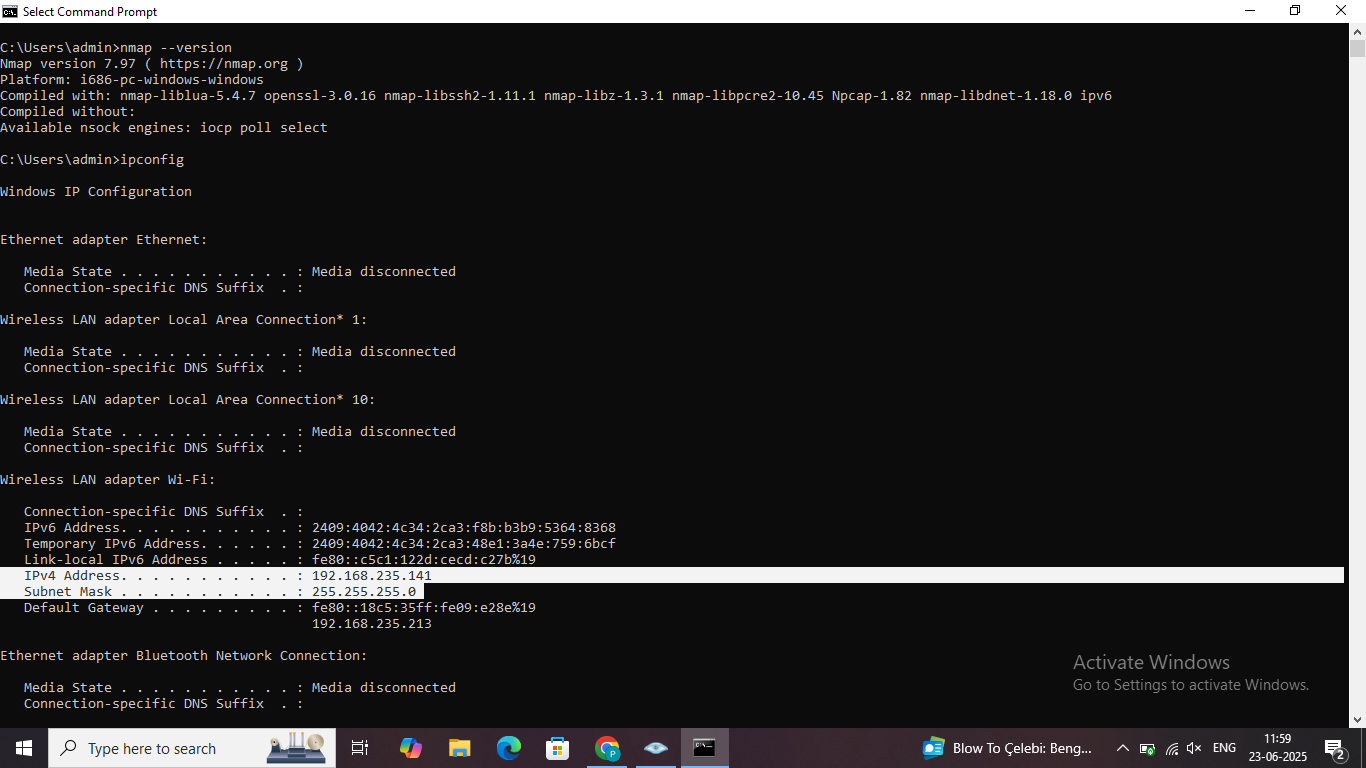 Select Command Prompt
C:\Users\admin>nmap --version
Nmap version 7.97 ( https://nmap.org )
Platform: i686-pc-windows-windows
Compiled with: nmap-liblua-5.4.7 openssl-3.0.16 nmap-libssh2-1.11.1 nmap-libz-1.3.1 nmap-libpcre2-10.45 Npcap-1.82 nmap-libdnet-1.18.0 ipv6
Compiled without:
Available nsock engines: iocp poll select
C:\Users\admin>ipconfig
Windows IP Configuration
Ethernet adapter Ethernet:
   Media State . . . . . . . . . . . : Media disconnected
   Connection-specific DNS Suffix  . :
Wireless LAN adapter Local Area Connection* 1:
   Media State . . . . . . . . . . . : Media disconnected
   Connection-specific DNS Suffix  . :
Wireless LAN adapter Local Area Connection* 10:
   Media State . . . . . . . . . . . : Media disconnected
   Connection-specific DNS Suffix  . :
Wireless LAN adapter Wi-Fi:
   Connection-specific DNS Suffix  . :
   IPv6 Address. . . . . . . . . . . : 2409:4042:4c34:2ca3:f8b:b3b9:5364:8368
   Temporary IPv6 Address. . . . . . : 2409:4042:4c34:2ca3:48e1:3a4e:759:6bcf
   Link-local IPv6 Address . . . . . : fe80::c5c1:122d:cecd:c27b%19
   IPv4 Address. . . . . . . . . . . : 192.168.235.141
   Subnet Mask . . . . . . . . . . . : 255.255.255.0
   Default Gateway . . . . . . . . . : fe80::18c5:35ff:fe09:e28e%19
                                       192.168.235.213
Ethernet adapter Bluetooth Network Connection:
   Media State . . . . . . . . . . . : Media disconnected
   Connection-specific DNS Suffix  . :
Activate Windows
Go to Settings to activate Windows.
Type here to search
Blow To Çelebi: Beng...
ENG
11:59
23-06-2025
2